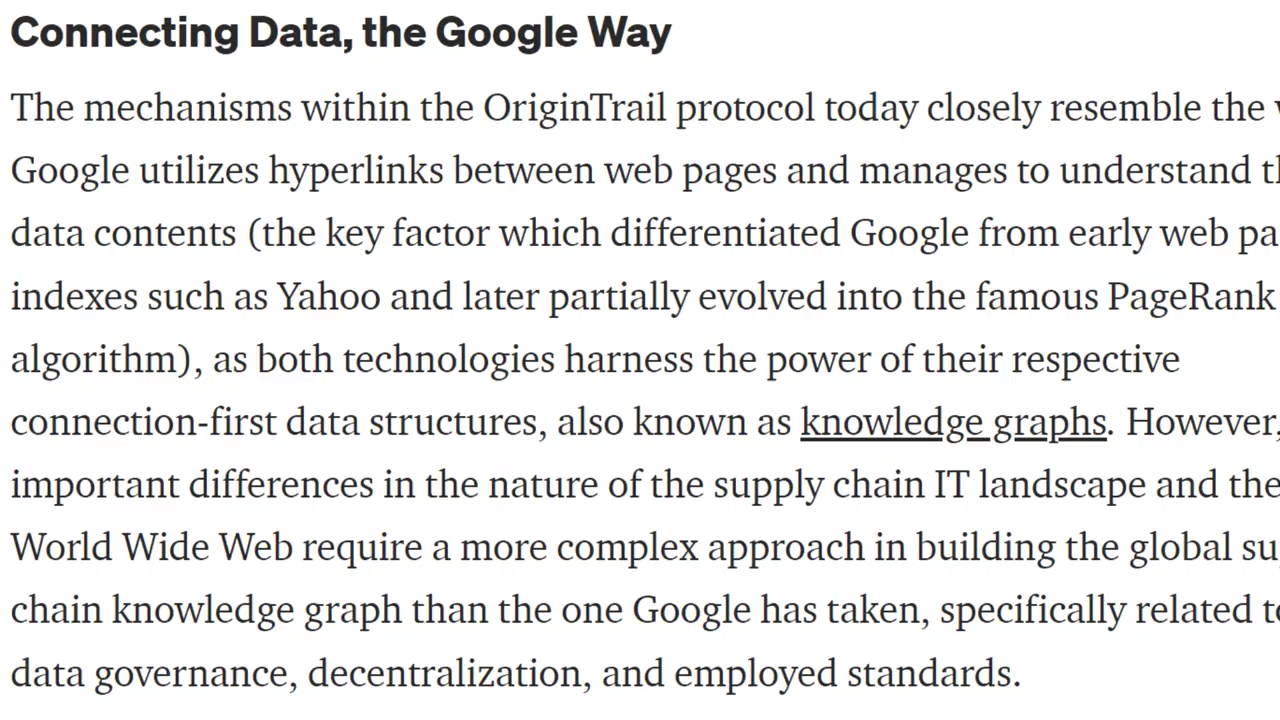 Connecting Data, the Google Way
The mechanisms within the OriginTrail protocol today closely resemble the
Google utilizes hyperlinks between web pages and manages to understand
data contents (the key factor which differentiated Google from early web
indexes such as Yahoo and later partially evolved into the famous PageRank
algorithm), as both technologies harness the power of their respective
connection-first data structures, also known as knowledge graphs. However,
important differences in the nature of the supply chain IT landscape and the
World Wide Web require a more complex approach in building the global
chain knowledge graph than the one Google has taken, specifically related
data governance, decentralization, and employed standards.